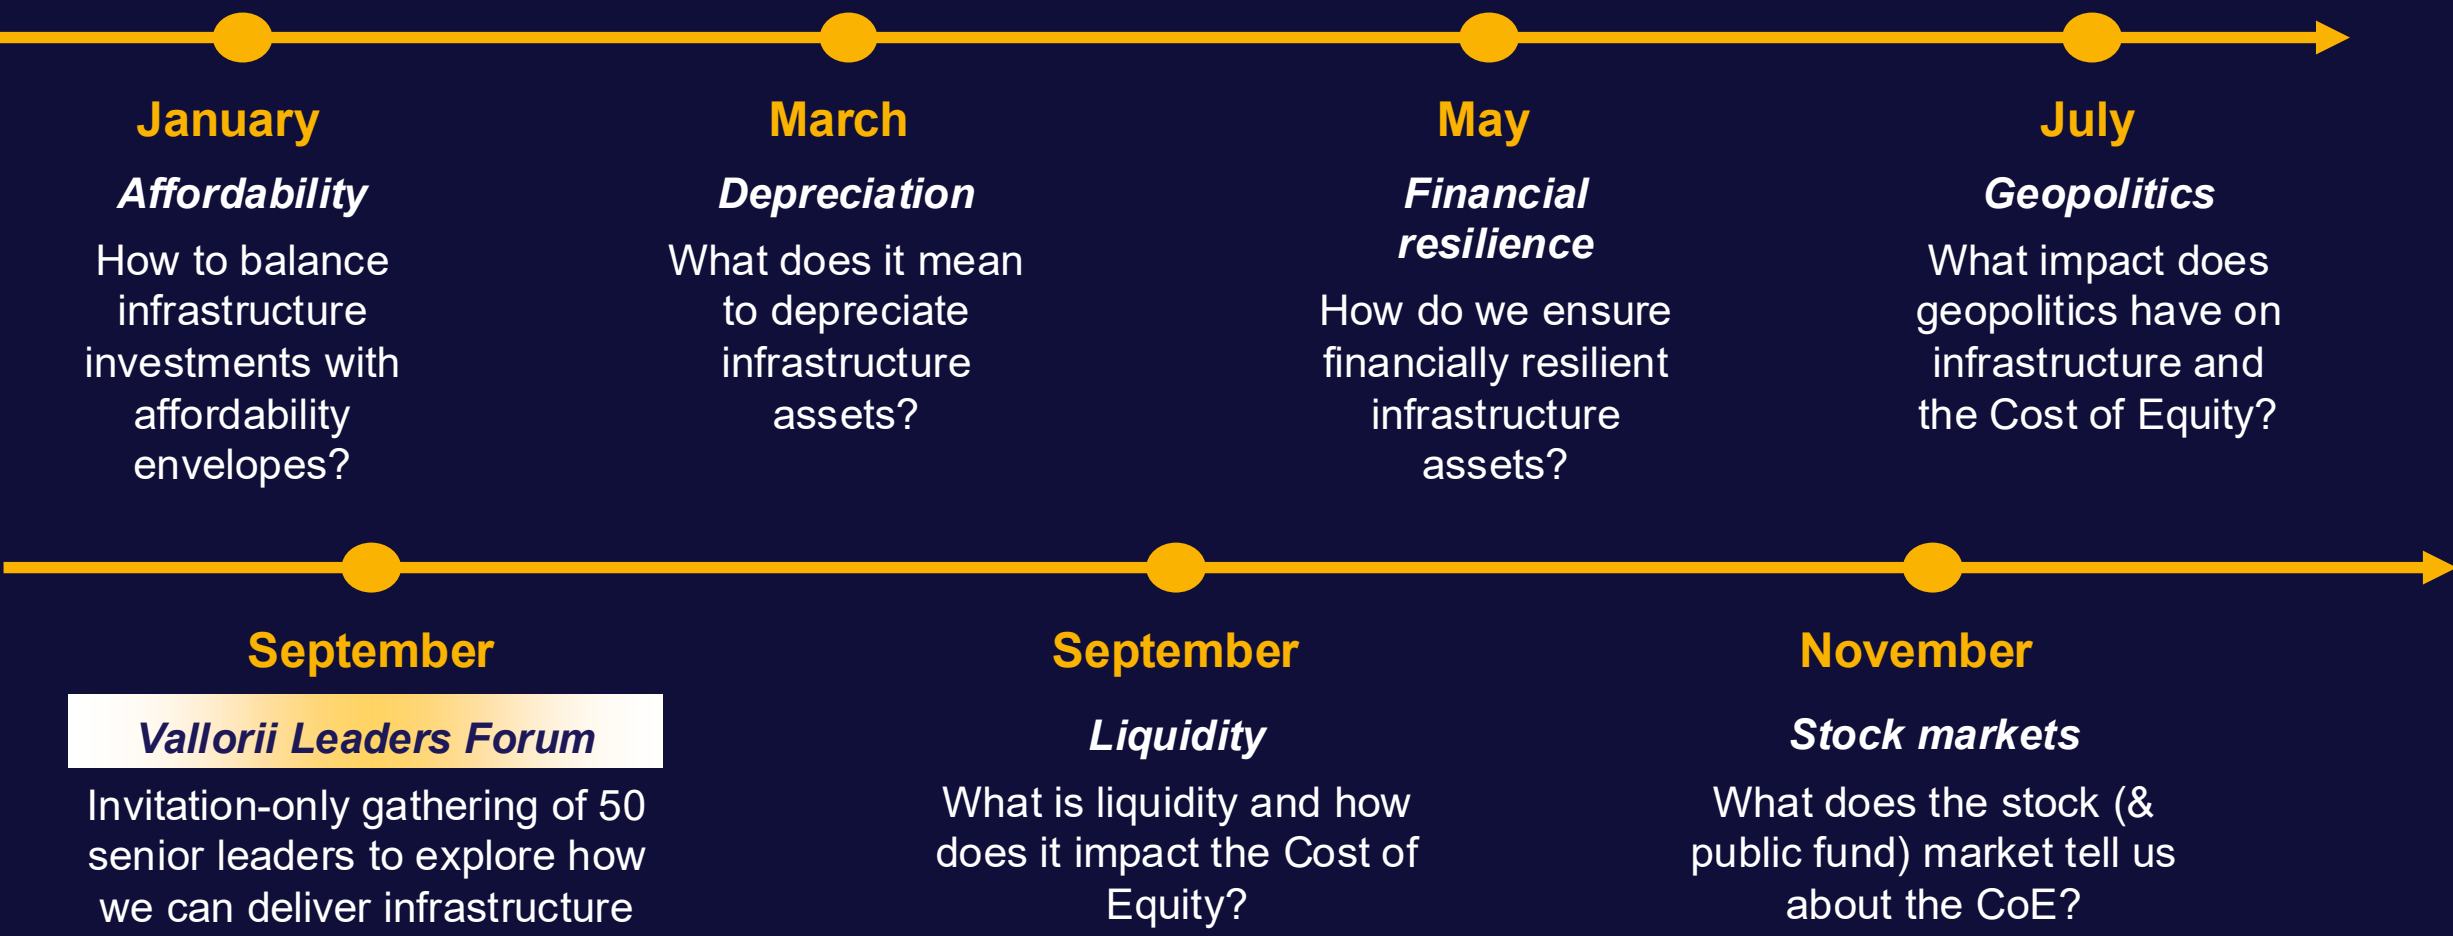 January
Affordability
How to balance
infrastructure
investments with
affordability
envelopes?
March
Depreciation
What does it mean
to depreciate
infrastructure
assets?
May
Financial
resilience
How do we ensure
financially resilient
infrastructure
assets?
July
Geopolitics
What impact does
geopolitics have on
infrastructure and
the Cost of Equity?
September
Vallorii Leaders Forum
Invitation-only gathering of 50
senior leaders to explore how
we can deliver infrastructure
September
Liquidity
What is liquidity and how
does it impact the Cost of
Equity?
November
Stock markets
What does the stock (&
public fund) market tell us
about the CoE?